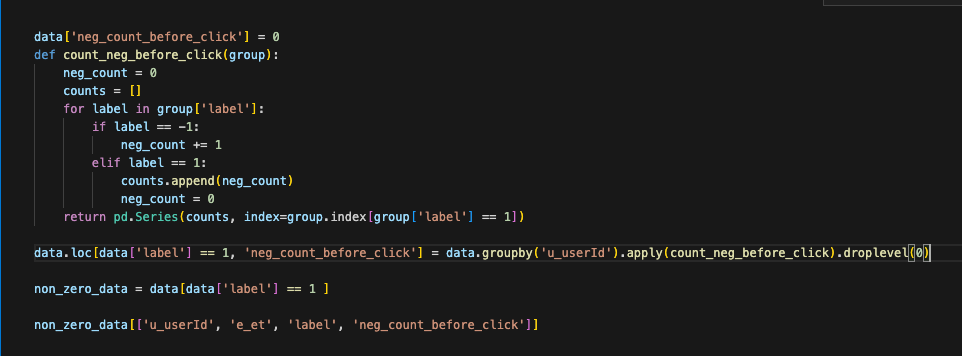 data['neg_count_before_click'] = 0
def count_neg_before_click(group):
    neg_count = 0
    counts = []
    for label in group['label']:
        if label == -1:
            neg_count += 1
        elif label == 1:
            counts.append(neg_count)
            neg_count = 0
    return pd.Series(counts, index=group.index[group['label'] == 1])
data.loc[data['label'] == 1, 'neg_count_before_click'] = data.groupby('u_userId').apply(count_neg_before_click).droplevel(0)
non_zero_data = data[data['label'] == 1 ]
non_zero_data[['u_userId', 'e_et', 'label', 'neg_count_before_click']]